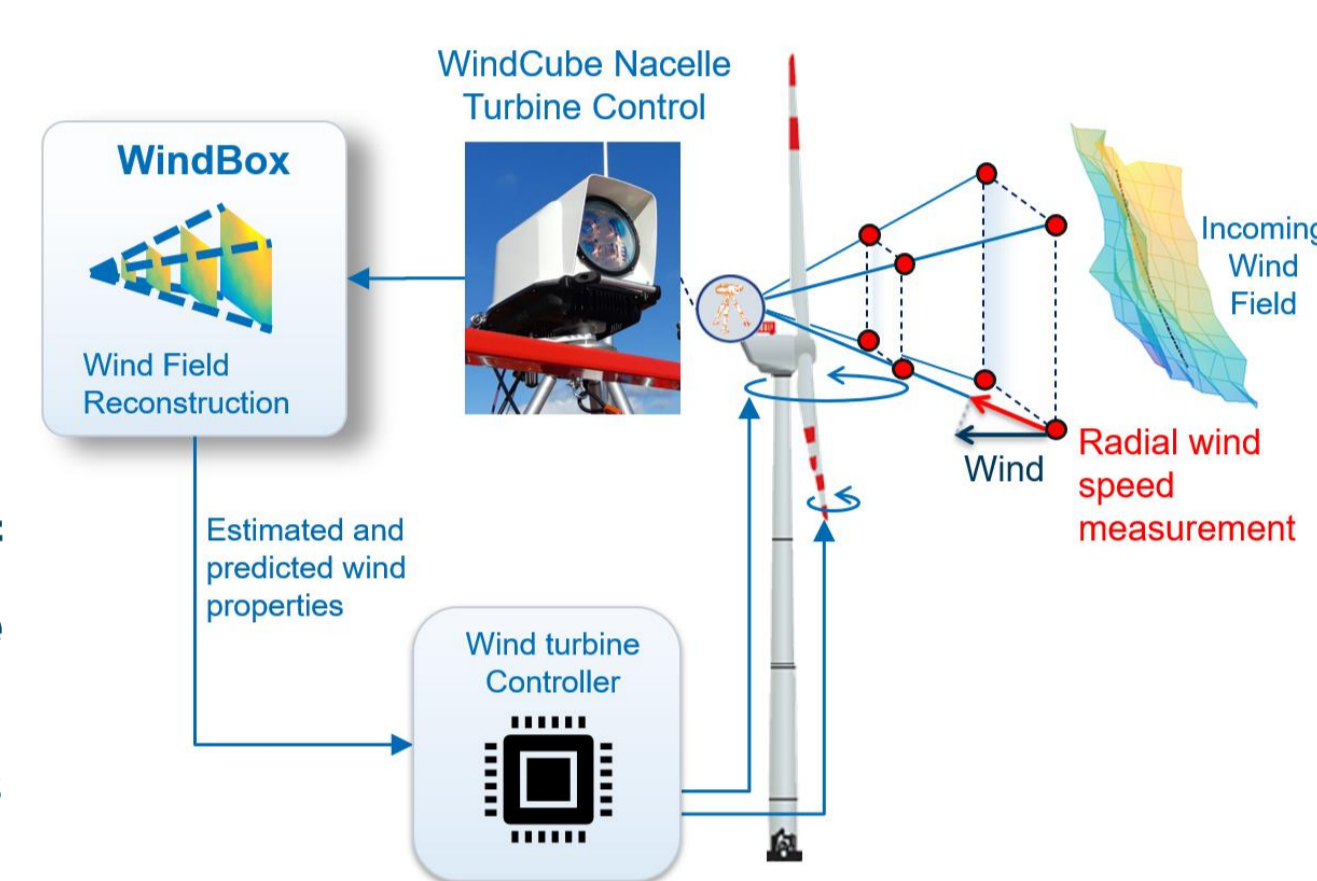 WindCube Nacelle
Turbine Control
WindBox
Wind Field
Reconstruction
Incoming
Wind
Field
Wind
Radial wind
speed
measurement
Estimated and
predicted wind
properties
Wind turbine
Controller